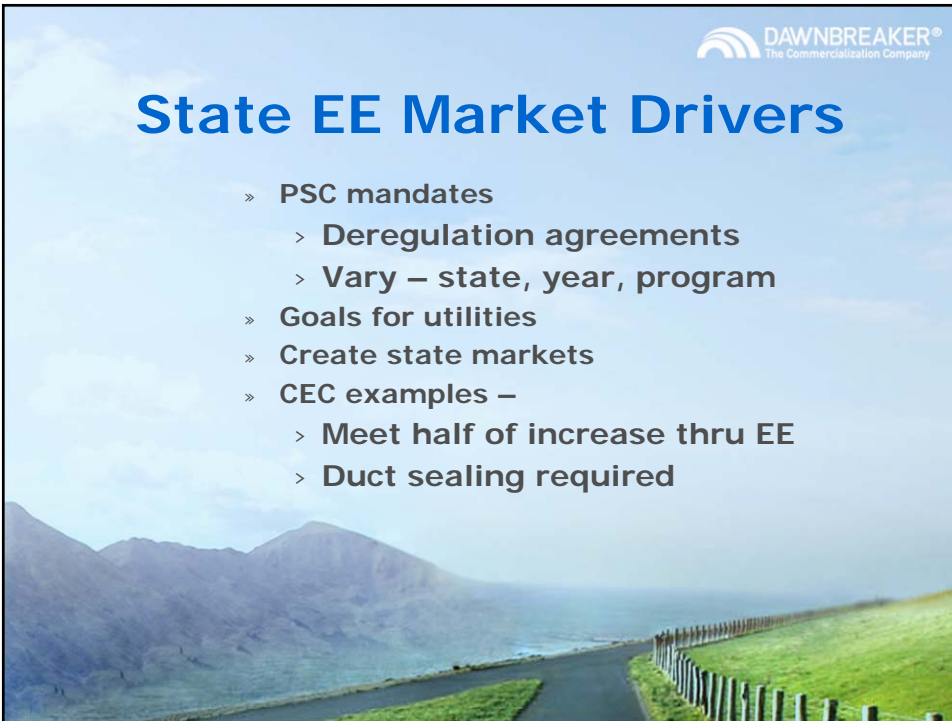 DAWNBREAKER®
The Commercialization Company
State EE Market Drivers
» PSC mandates
› Deregulation agreements
› Vary – state, year, program
» Goals for utilities
» Create state markets
» CEC examples –
› Meet half of increase thru EE
› Duct sealing required